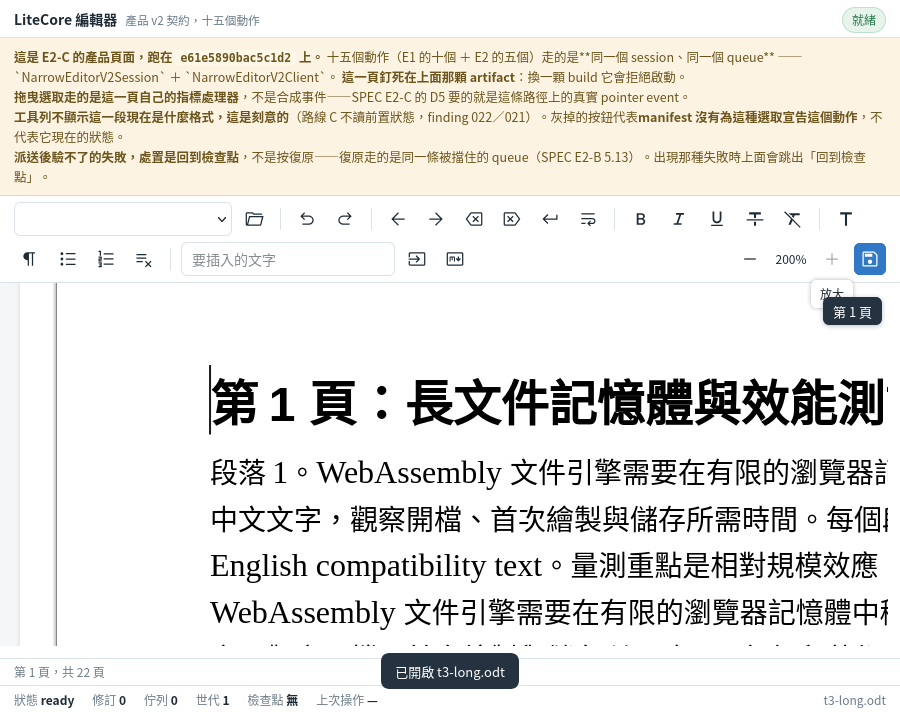 LiteCore 編輯器 產品 v2 契約，十五個動作 就緒
這是 E2-C 的產品頁面，跑在 e61e5890bac5c1d2 上。 十五個動作（E1 的十個 ＋ E2 的五個）走的是**同一個 session、同一個 queue** ——
`NarrowEditorV2Session` ＋ `NarrowEditorV2Client`。 這一頁釘死在上面那顆 artifact：換一顆 build 它會拒絕啟動。
拖曳選取走的是這一頁自己的指標處理器，不是合成事件——SPEC E2-C 的 D5 要的就是這條路徑上的真實 pointer event。
工具列不顯示這一段現在是什麼格式，這是刻意的（路線 C 不讀前置狀態，finding 022／021）。灰掉的按鈕代表manifest 沒有為這種選取宣告這個動作，不
代表它現在的狀態。
派送後驗不了的失敗，處置是回到檢查點，不是按復原——復原走的是同一條被擋住的 queue（SPEC E2-B 5.13）。出現那種失敗時上面會跳出「回到檢查
點」。
B I U T T
要插入的文字 200%
放大
第 1 頁
第 1 頁：長文件記憶體與效能測
段落 1。WebAssembly 文件引擎需要在有限的瀏覽器
中文文字，觀察開檔、首次繪製與儲存所需時間。每個
English compatibility text。量測重點是相對規模效應
WebAssembly 文件引擎需要在有限的瀏覽器記憶體中
第 1 頁，共 22 頁
已開啟 t3-long.odt
狀態 ready 修訂 0 佇列 0 世代 1 檢查點 無 上次操作 — t3-long.odt